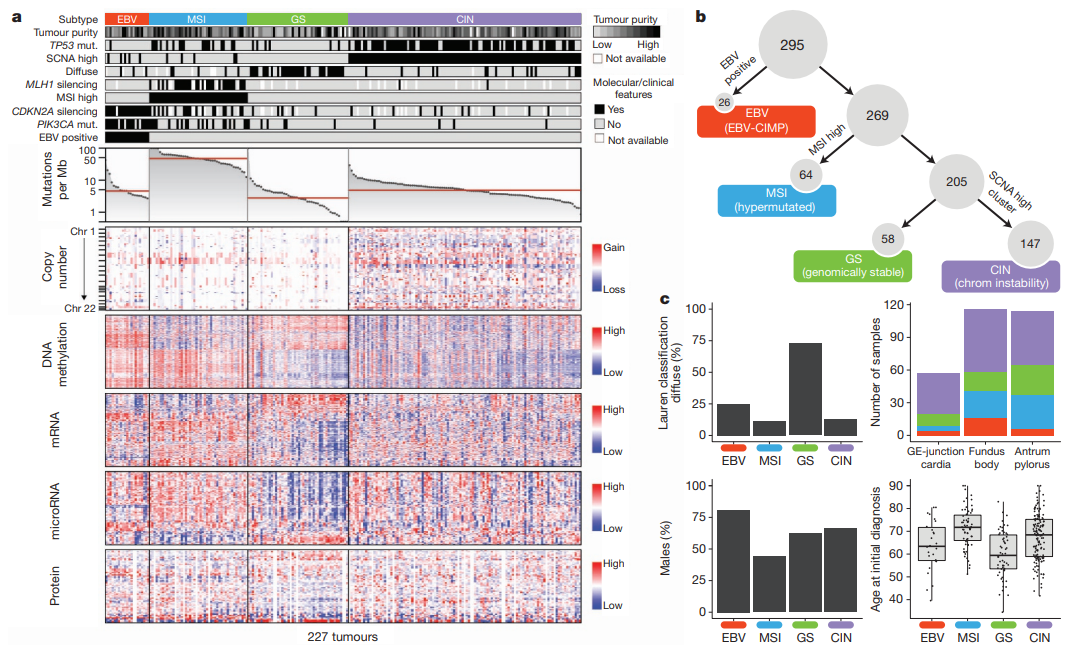 a
Subtype EBV MSI GS CIN
Tumour purity
TP53 mut.
SCNA high
Diffuse
MLH1 silencing
MSI high
CDKN2A silencing
PIK3CA mut.
EBV positive
Tumour purity
Low High
Not available
Molecular/clinical
features
Yes
No
Not available
Mutations
per Mb
100
50
10
5
1
Chr 1
Copy
number
Chr 22
Gain
Loss
DNA
methylation
High
Low
mRNA
High
Low
microRNA
High
Low
Protein
High
Low
227 tumours
b
295
EBV
positive
26
EBV
(EBV-CIMP)
269
MSI high
64
MSI
(hypermutated)
205
SCNA high
cluster
58
GS
(genomically stable)
147
CIN
(chrom instability)
c
Lauren classification
diffuse (%)
100
75
50
25
0
EBV MSI GS CIN
Number of samples
120
90
60
30
0
GE-junction Fundus Antrum
cardia body pylorus
Males (%)
100
75
50
25
0
EBV MSI GS CIN
Age at initial diagnosis
90
80
70
60
50
40
EBV MSI GS CIN